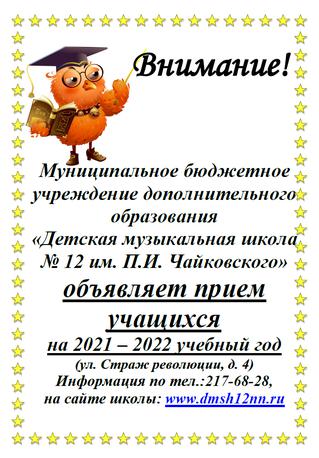 Внимание!
Муниципальное бюджетное
учреждение дополнительного
образования
«Детская музыкальная школа
№ 12 им. П.И. Чайковского»
объявляет прием
учащихся
на 2021 – 2022 учебный год
(ул. Страж революции, д. 4)
Информация по тел.:217-68-28,
на сайте школы: www.dmsh12nn.ru